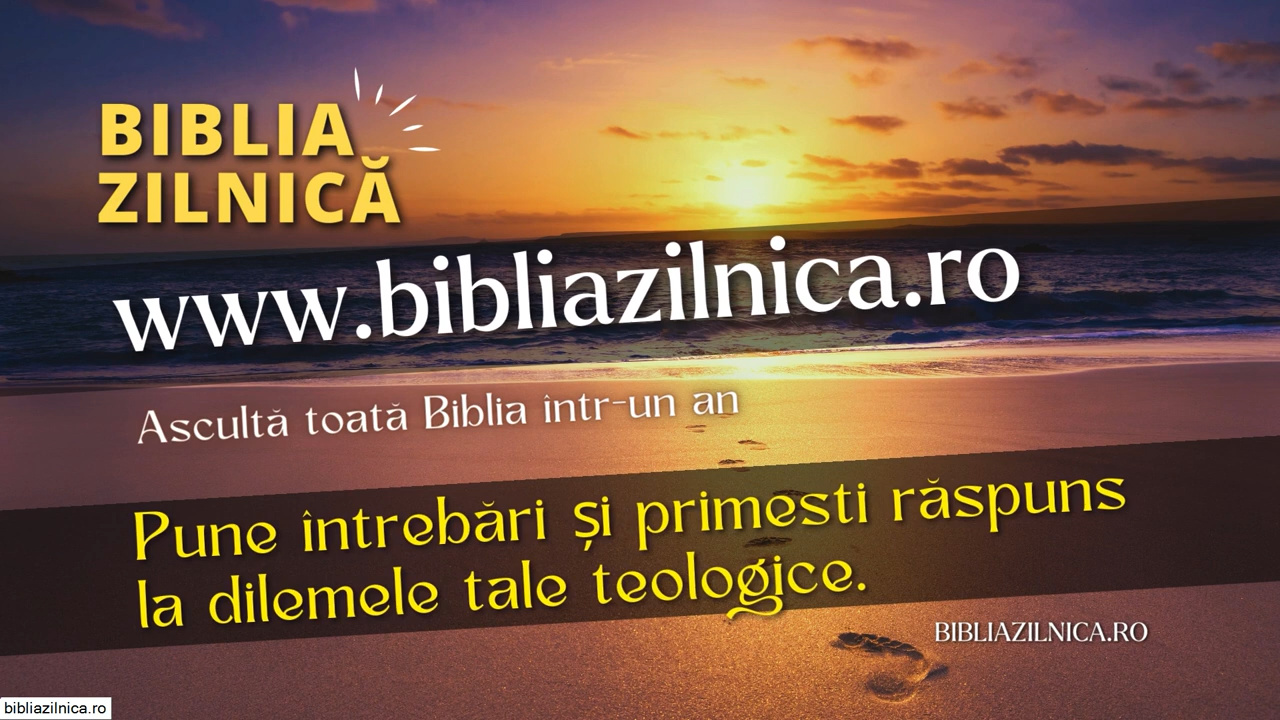 BIBLIA
ZILNICĂ
www.bibliazilnica.ro
Ascultă toată Biblia într-un an
Pune întrebări și primesti răspuns
la dilemele tale teologice.
BIBLIAZILNICA.RO
bibliazilnica.ro